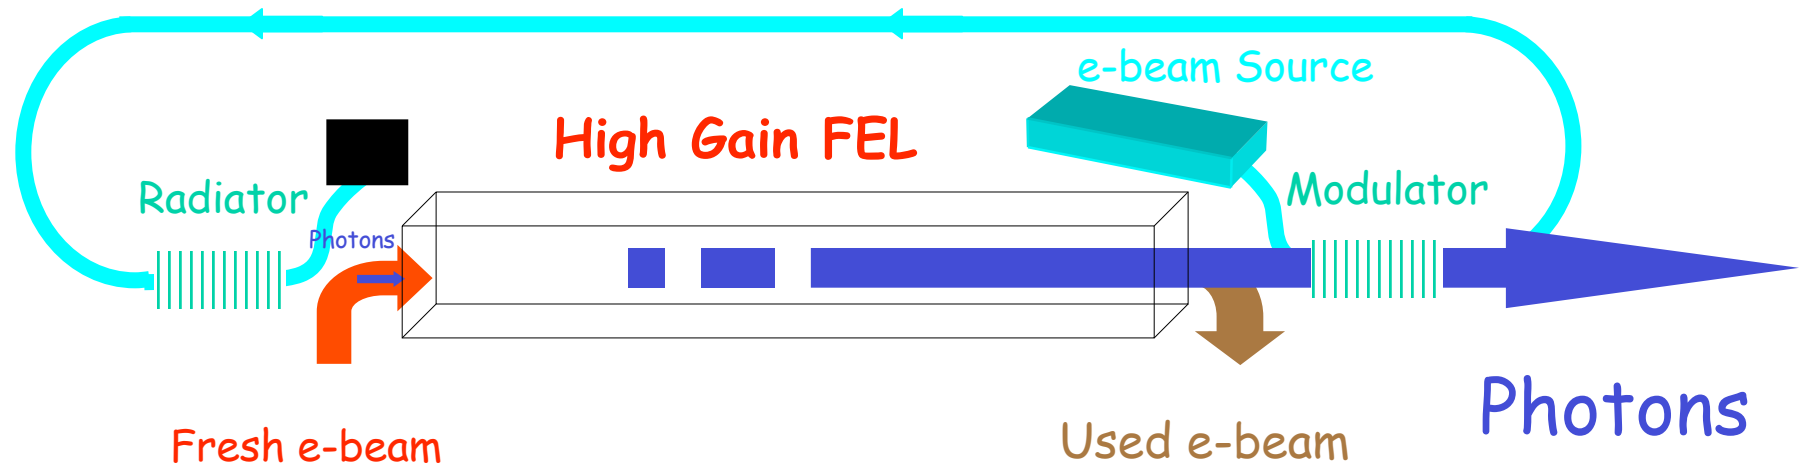 e-beam Source
High Gain FEL
Radiator
Modulator
Photons
Photons
Fresh e-beam
Used e-beam